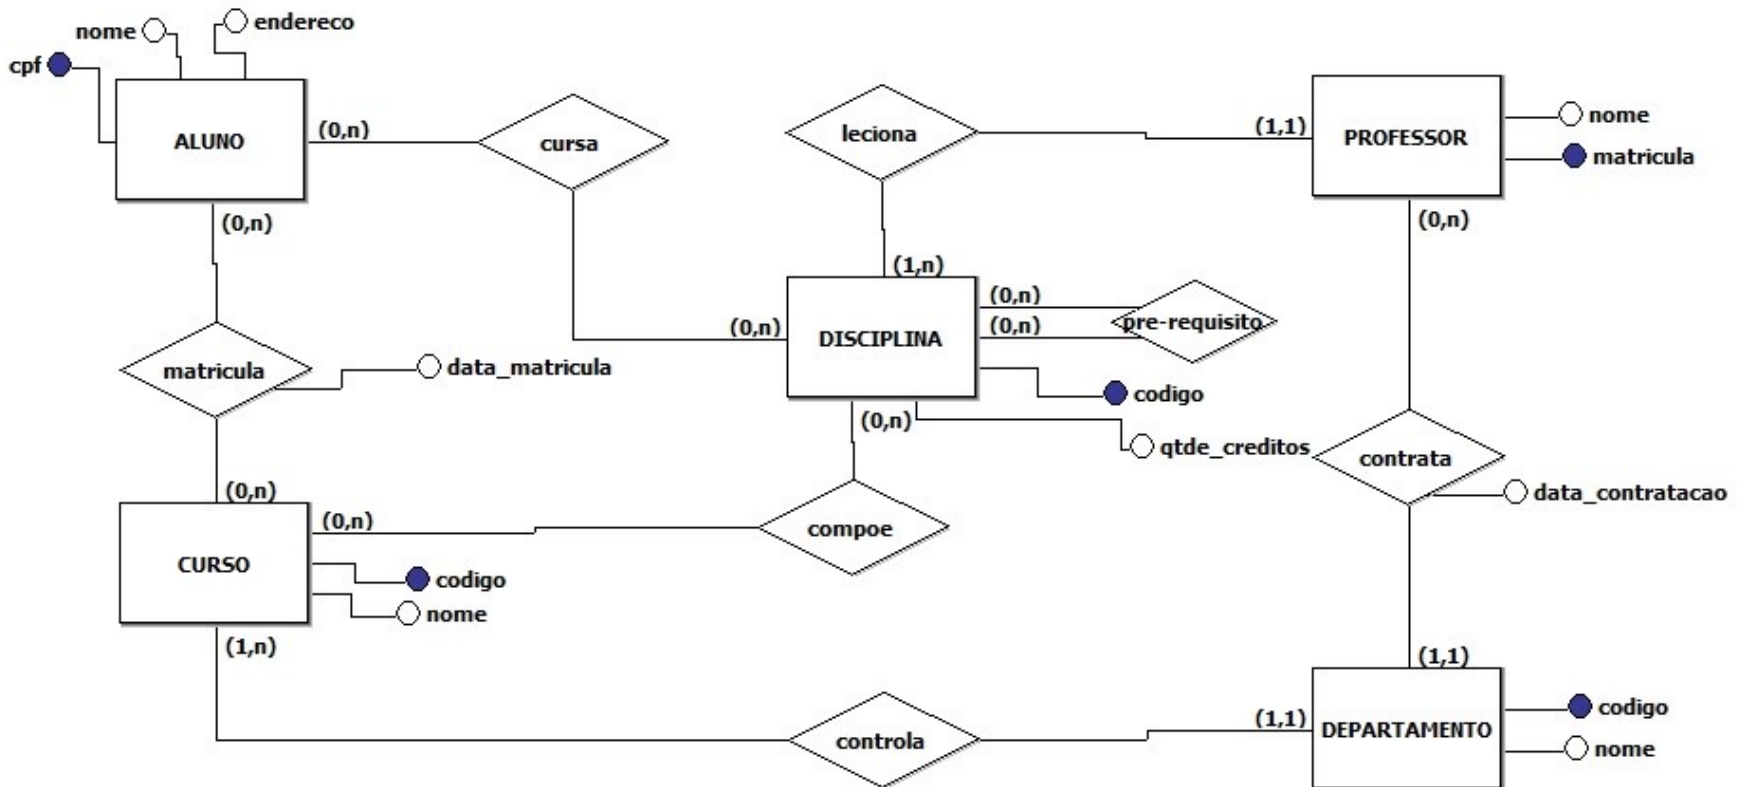 nome
endereco
cpf
ALUNO
(0,n)
cursa
leciona
(1,1)
PROFESSOR
nome
matricula
(0,n)
(0,n)
(1,n)
(0,n)
(0,n)
(0,n)
pre-requisito
DISCIPLINA
matricula
data_matricula
codigo
(0,n)
qtde_creditos
contrata
data_contratacao
(0,n)
(0,n)
compoe
CURSO
codigo
nome
(1,n)
(1,1)
controla
(1,1)
DEPARTAMENTO
codigo
nome